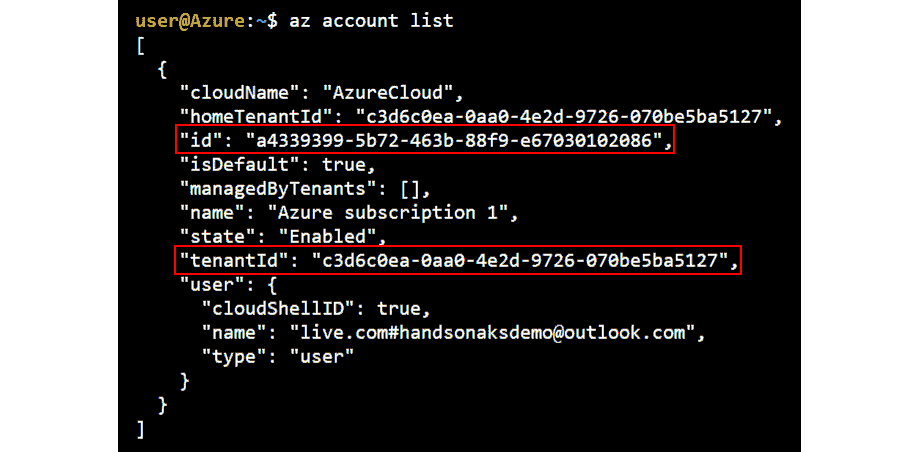 user@Azure:~$ az account list
[
  {
    "cloudName": "AzureCloud",
    "homeTenantId": "c3d6c0ea-0aa0-4e2d-9726-070be5ba5127",
    "id": "a4339399-5b72-463b-88f9-e67030102086",
    "isDefault": true,
    "managedByTenants": [],
    "name": "Azure subscription 1",
    "state": "Enabled",
    "tenantId": "c3d6c0ea-0aa0-4e2d-9726-070be5ba5127",
    "user": {
      "cloudShellID": true,
      "name": "live.com#handsonaksdemo@outlook.com",
      "type": "user"
    }
  }
]